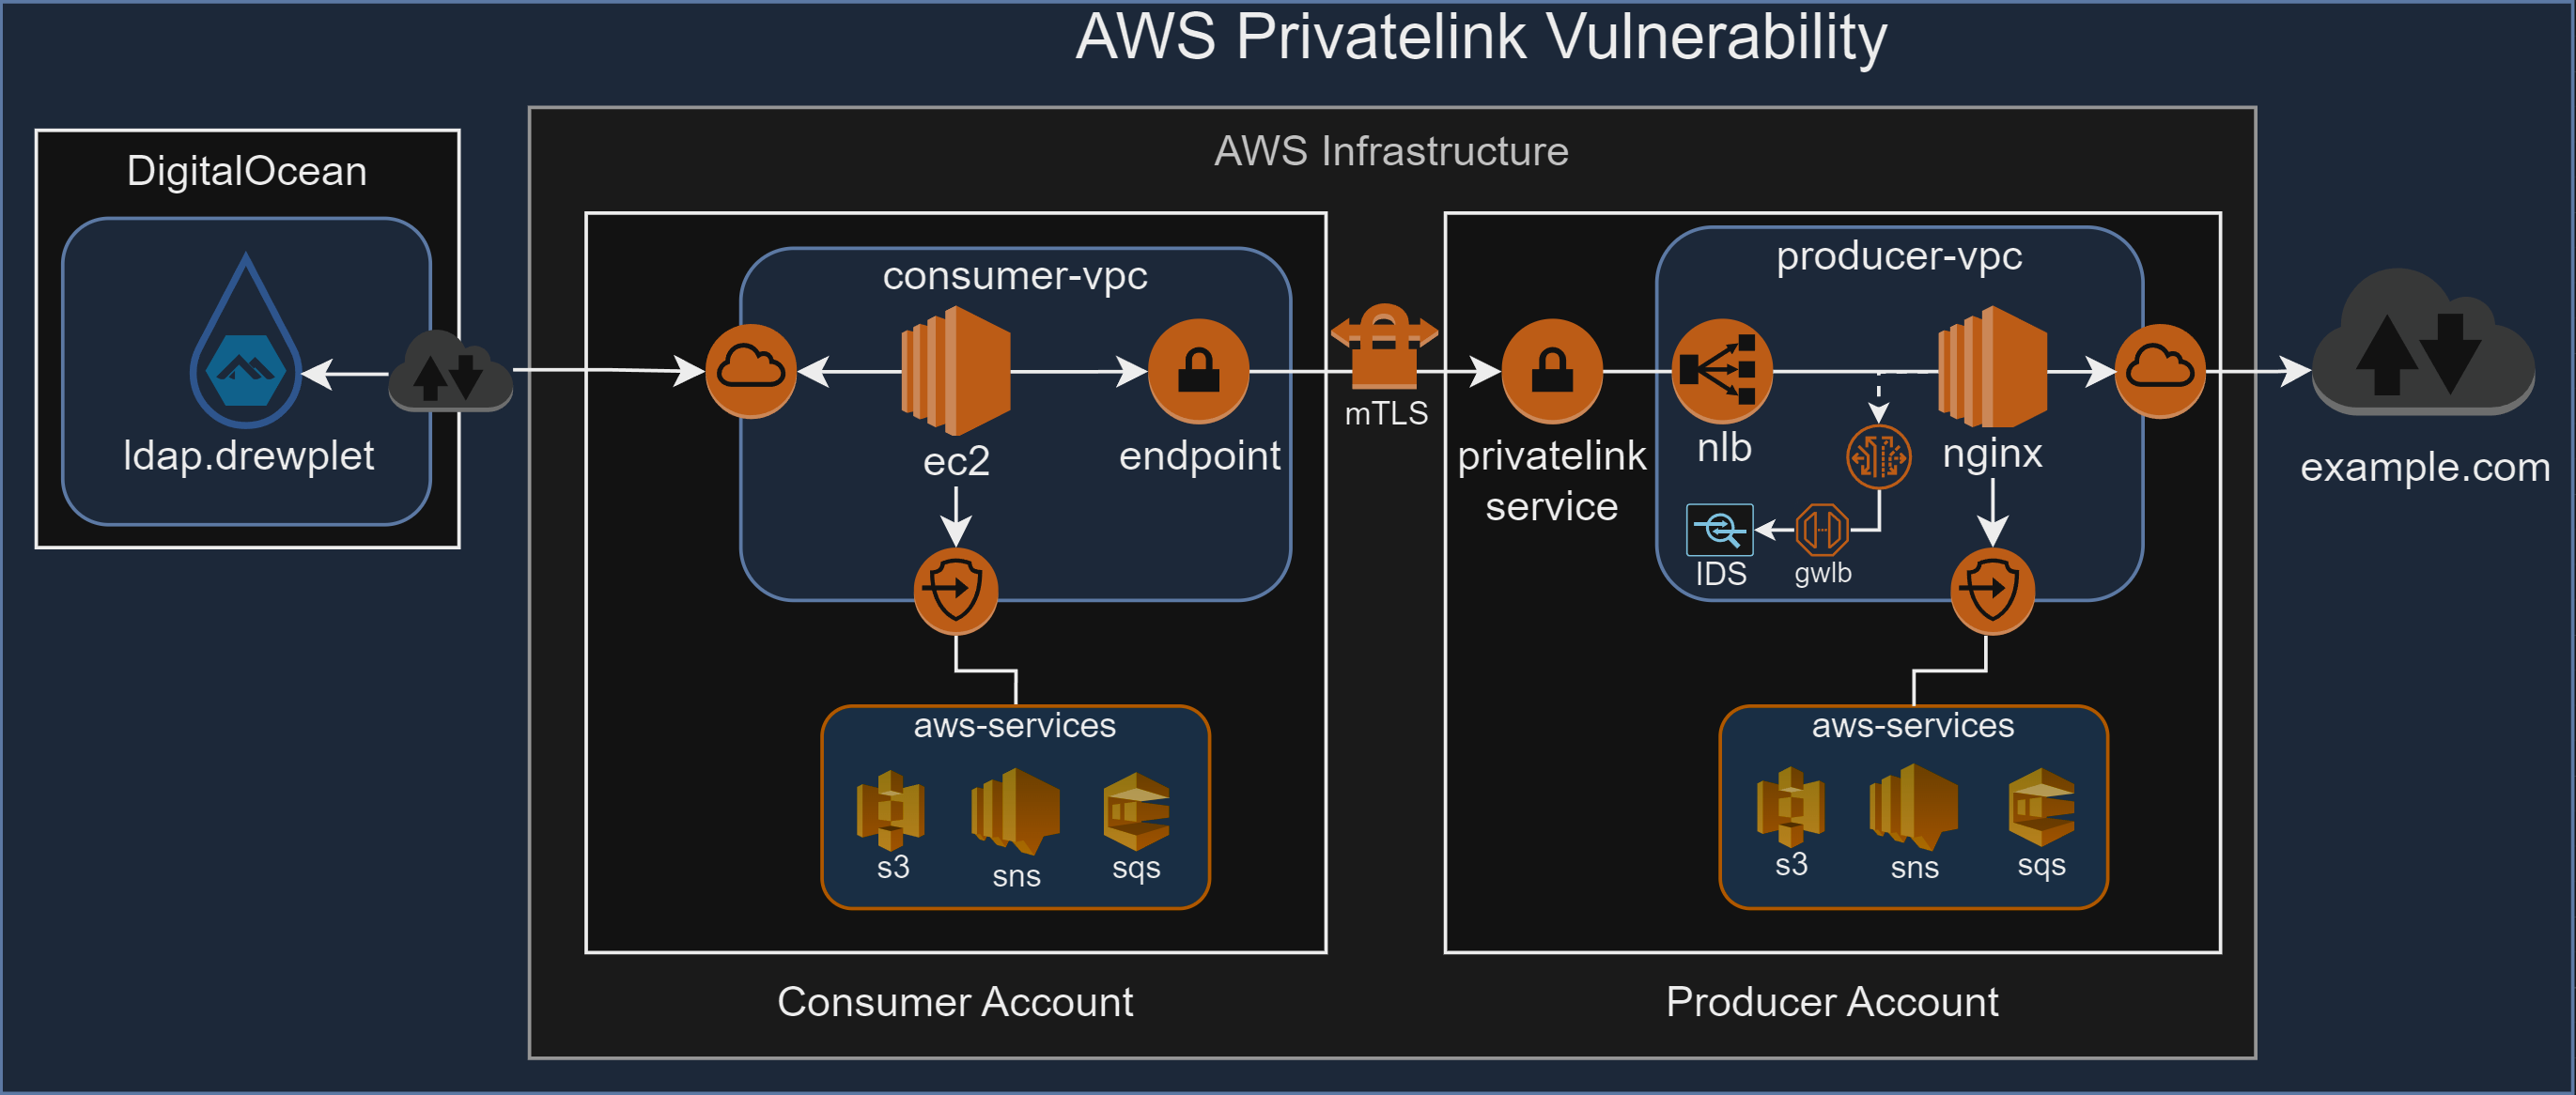 AWS Privatelink Vulnerability
AWS Infrastructure
DigitalOcean
ldap.drewplet
consumer-vpc
ec2
endpoint
aws-services
s3
sns
sqs
Consumer Account
mTLS
privatelink
service
producer-vpc
nlb
nginx
IDS
gwlb
aws-services
s3
sns
sqs
Producer Account
example.com